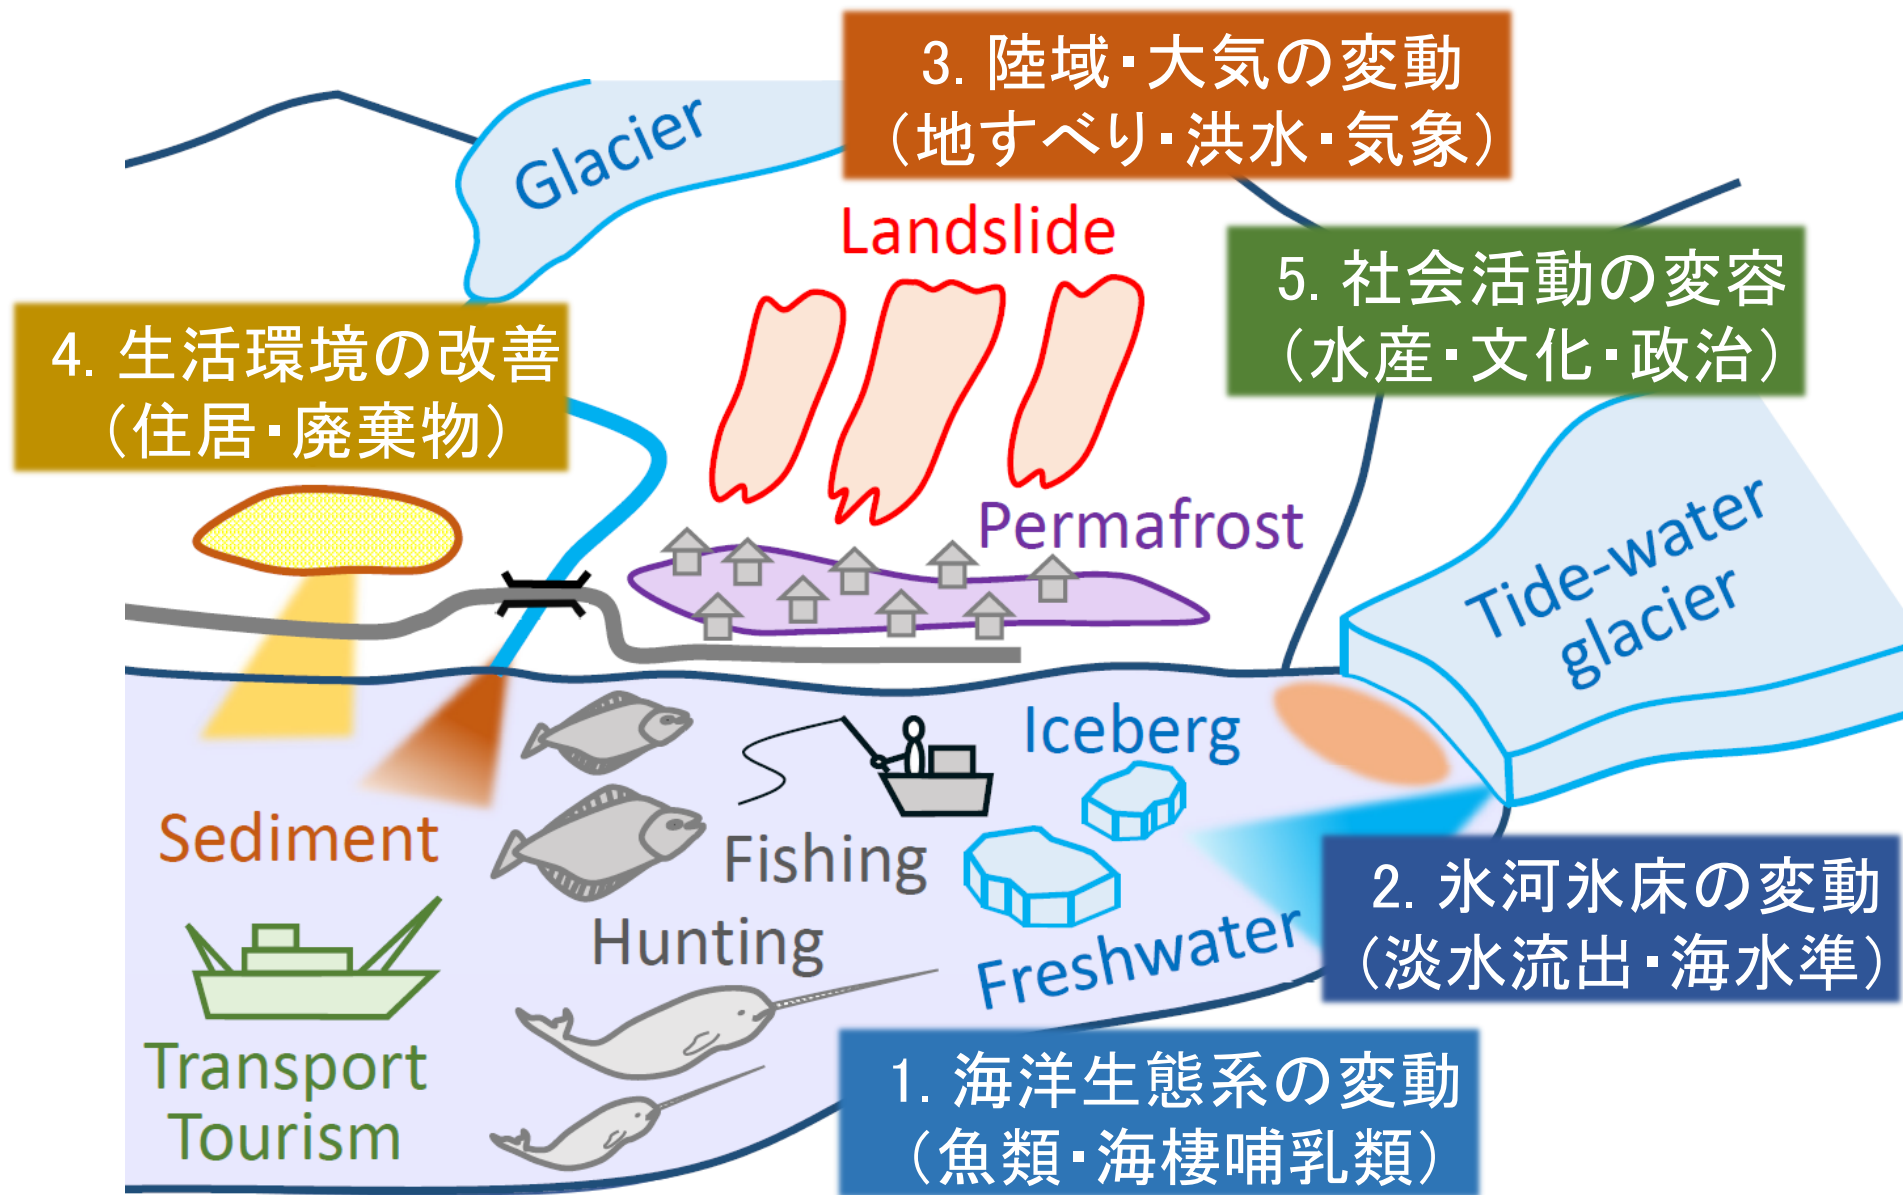 3. 陸域・大気の変動
（地すべり・洪水・気象）
Glacier
Landslide
5. 社会活動の変容
（水産・文化・政治）
4. 生活環境の改善
（住居・廃棄物）
Permafrost
Tide-water
glacier
Iceberg
Sediment
Fishing
2. 氷河氷床の変動
（淡水流出・海水準）
Hunting
Freshwater
Transport
Tourism
1. 海洋生態系の変動
（魚類・海棲哺乳類）